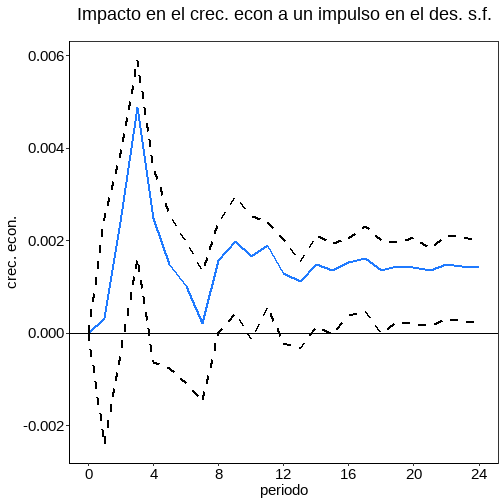 Impacto en el crec. econ a un impulso en el des. s.f.
0.006
0.004
0.002
0.000
-0.002
crec. econ.
0 4 8 12 16 20 24
periodo